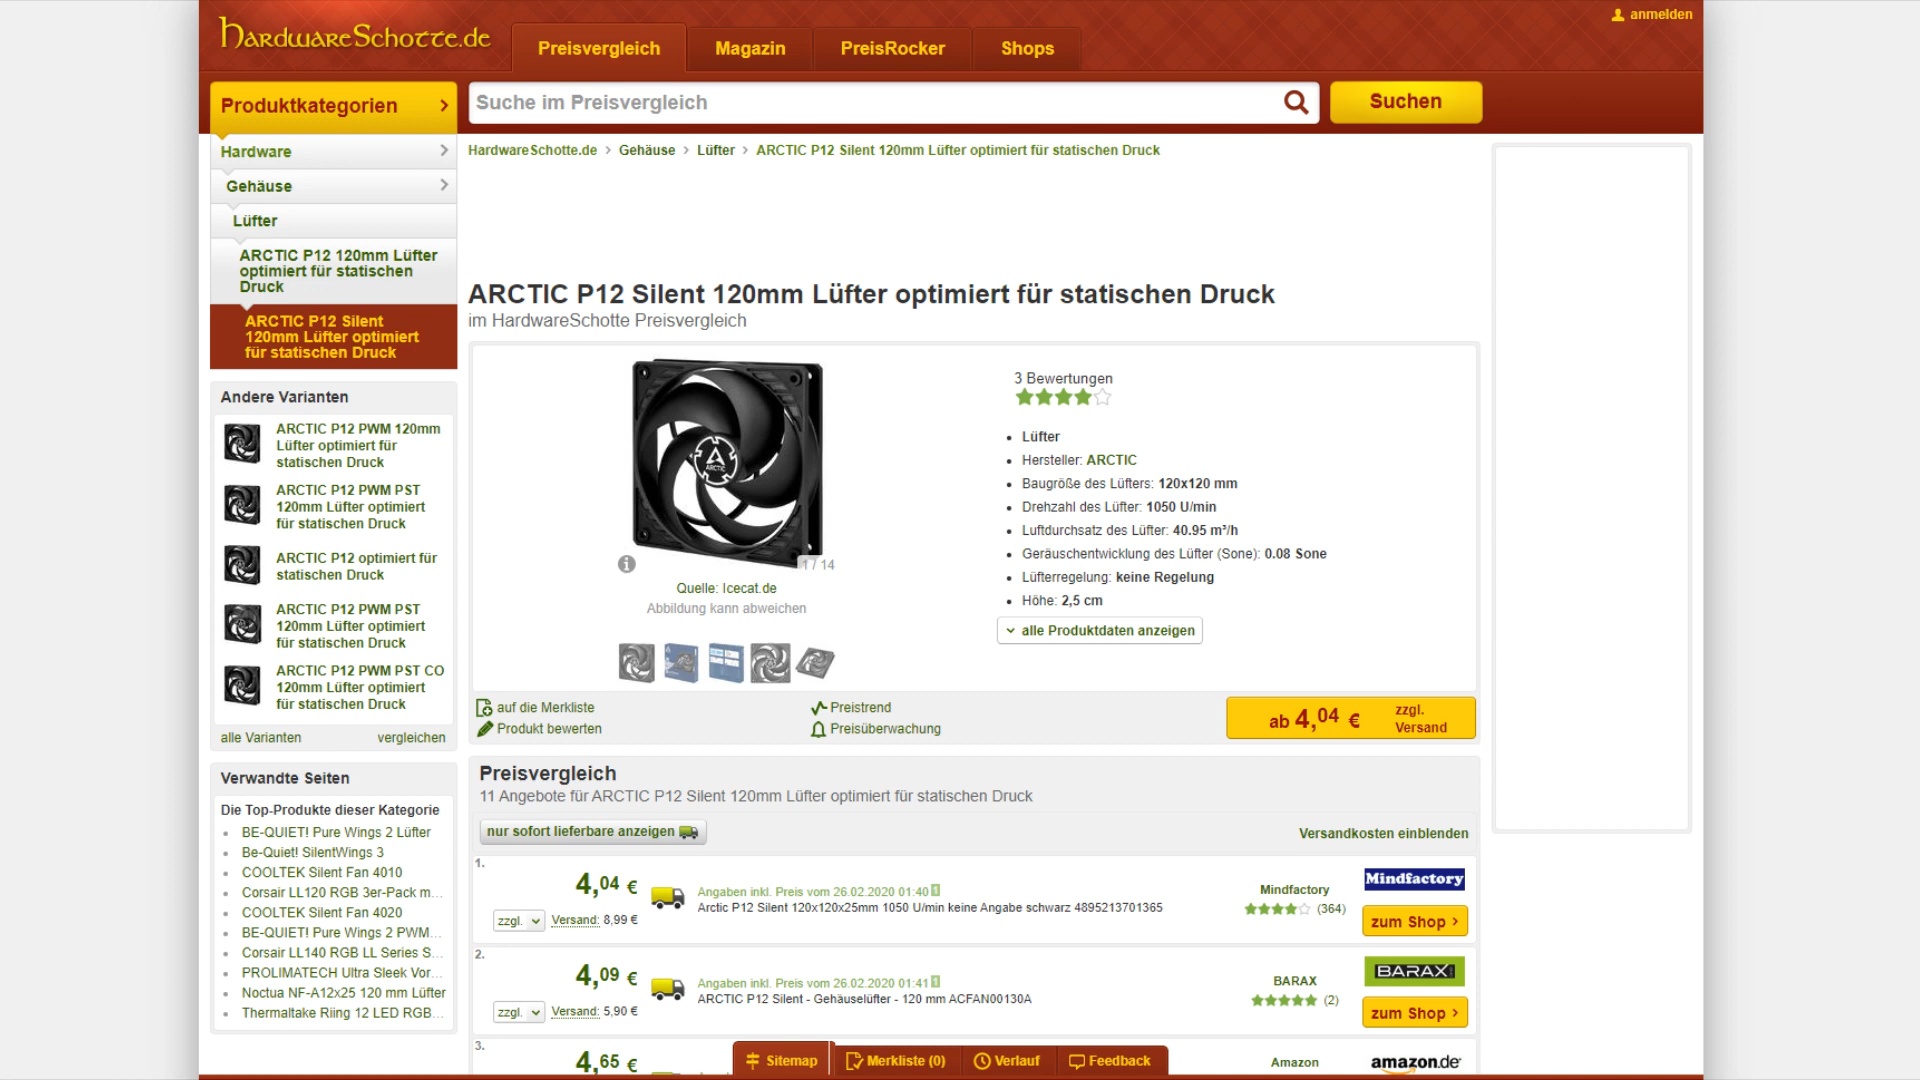 HardwareSchotte.de
Preisvergleich
Magazin
PreisRocker
Shops
anmelden
Produktkategorien
Suche im Preisvergleich
Suchen
Hardware
Gehäuse
Lüfter
ARCTIC P12 120mm Lüfter
optimiert für statischen
Druck
ARCTIC P12 Silent
120mm Lüfter optimiert
für statischen Druck
Andere Varianten
ARCTIC P12 PWM 120mm
Lüfter optimiert für
statischen Druck
ARCTIC P12 PWM PST
120mm Lüfter optimiert
für statischen Druck
ARCTIC P12 optimiert für
statischen Druck
ARCTIC P12 PWM PST
120mm Lüfter optimiert
für statischen Druck
ARCTIC P12 PWM PST CO
120mm Lüfter optimiert
für statischen Druck
alle Varianten
vergleichen
Verwandte Seiten
Die Top-Produkte dieser Kategorie
BE-QUIET! Pure Wings 2 Lüfter
Be-Quiet! SilentWings 3
COOLTEK Silent Fan 4010
Corsair LL120 RGB 3er-Pack m...
COOLTEK Silent Fan 4020
BE-QUIET! Pure Wings 2 PWM...
Corsair LL140 RGB LL Series S...
PROLIMATECH Ultra Sleek Vor...
Noctua NF-A12x25 120 mm Lüfter
Thermaltake Riing 12 LED RGB...
HardwareSchotte.de › Gehäuse › Lüfter › ARCTIC P12 Silent 120mm Lüfter optimiert für statischen Druck
ARCTIC P12 Silent 120mm Lüfter optimiert für statischen Druck
im HardwareSchotte Preisvergleich
ARCTIC
1 / 14
Quelle: Icecat.de
Abbildung kann abweichen
3 Bewertungen
Lüfter
Hersteller: ARCTIC
Baugröße des Lüfters: 120x120 mm
Drehzahl des Lüfter: 1050 U/min
Luftdurchsatz des Lüfter: 40.95 m³/h
Geräuschentwicklung des Lüfter (Sone): 0.08 Sone
Lüfterregelung: keine Regelung
Höhe: 2,5 cm
alle Produktdaten anzeigen
auf die Merkliste
Produkt bewerten
Preistrend
Preisüberwachung
ab 4,04 €
zzgl.
Versand
Preisvergleich
11 Angebote für ARCTIC P12 Silent 120mm Lüfter optimiert für statischen Druck
nur sofort lieferbare anzeigen
Versandkosten einblenden
1.
4,04 €
zzgl.
Versand: 8,99 €
Angaben inkl. Preis vom 26.02.2020 01:40
Arctic P12 Silent 120x120x25mm 1050 U/min keine Angabe schwarz 4895213701365
Mindfactory
(364)
Mindfactory
zum Shop ›
2.
4,09 €
zzgl.
Versand: 5,90 €
Angaben inkl. Preis vom 26.02.2020 01:41
ARCTIC P12 Silent - Gehäuselüfter - 120 mm ACFAN00130A
BARAX
(2)
BARAX
zum Shop ›
3.
4,65 €
Amazon
amazon.de
Sitemap
Merkliste (0)
Verlauf
Feedback